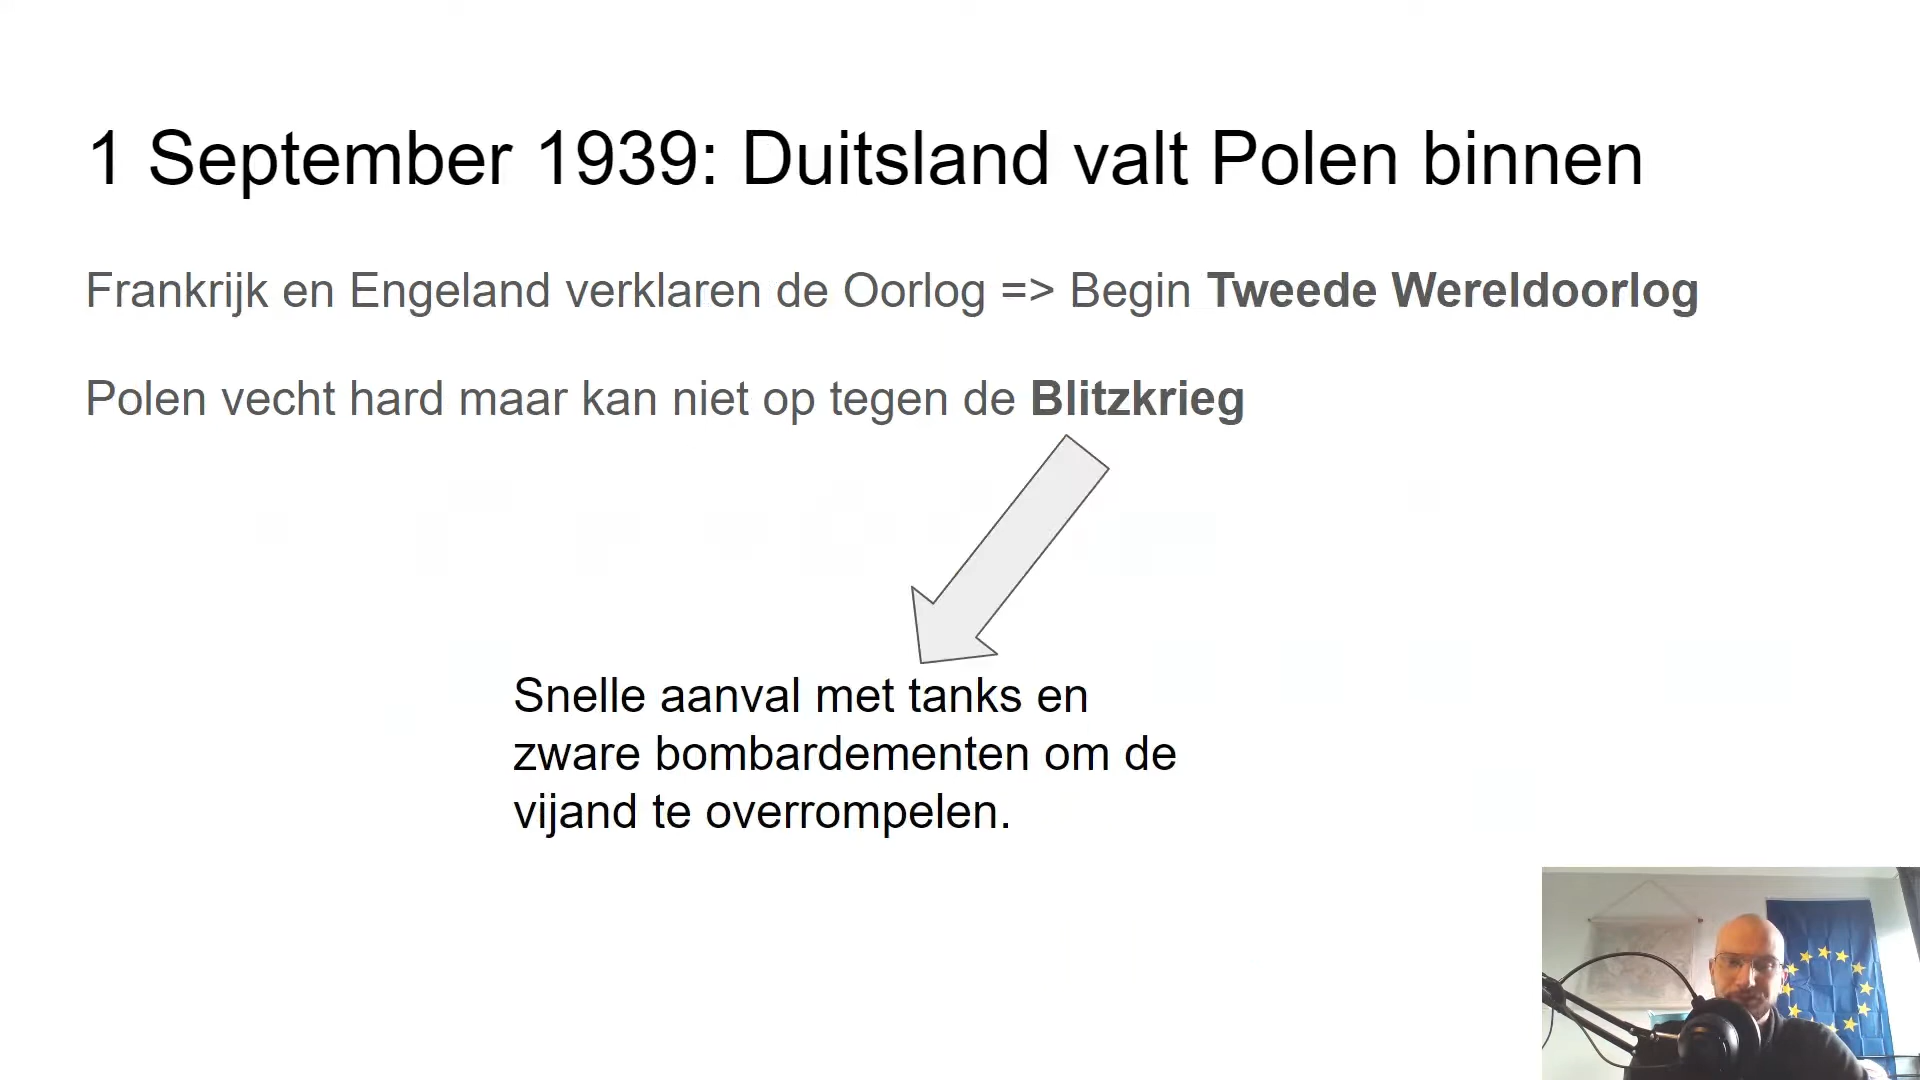 1 September 1939: Duitsland valt Polen binnen
Frankrijk en Engeland verklaren de Oorlog => Begin Tweede Wereldoorlog
Polen vecht hard maar kan niet op tegen de Blitzkrieg
Snelle aanval met tanks en
zware bombardementen om de
vijand te overrompelen.